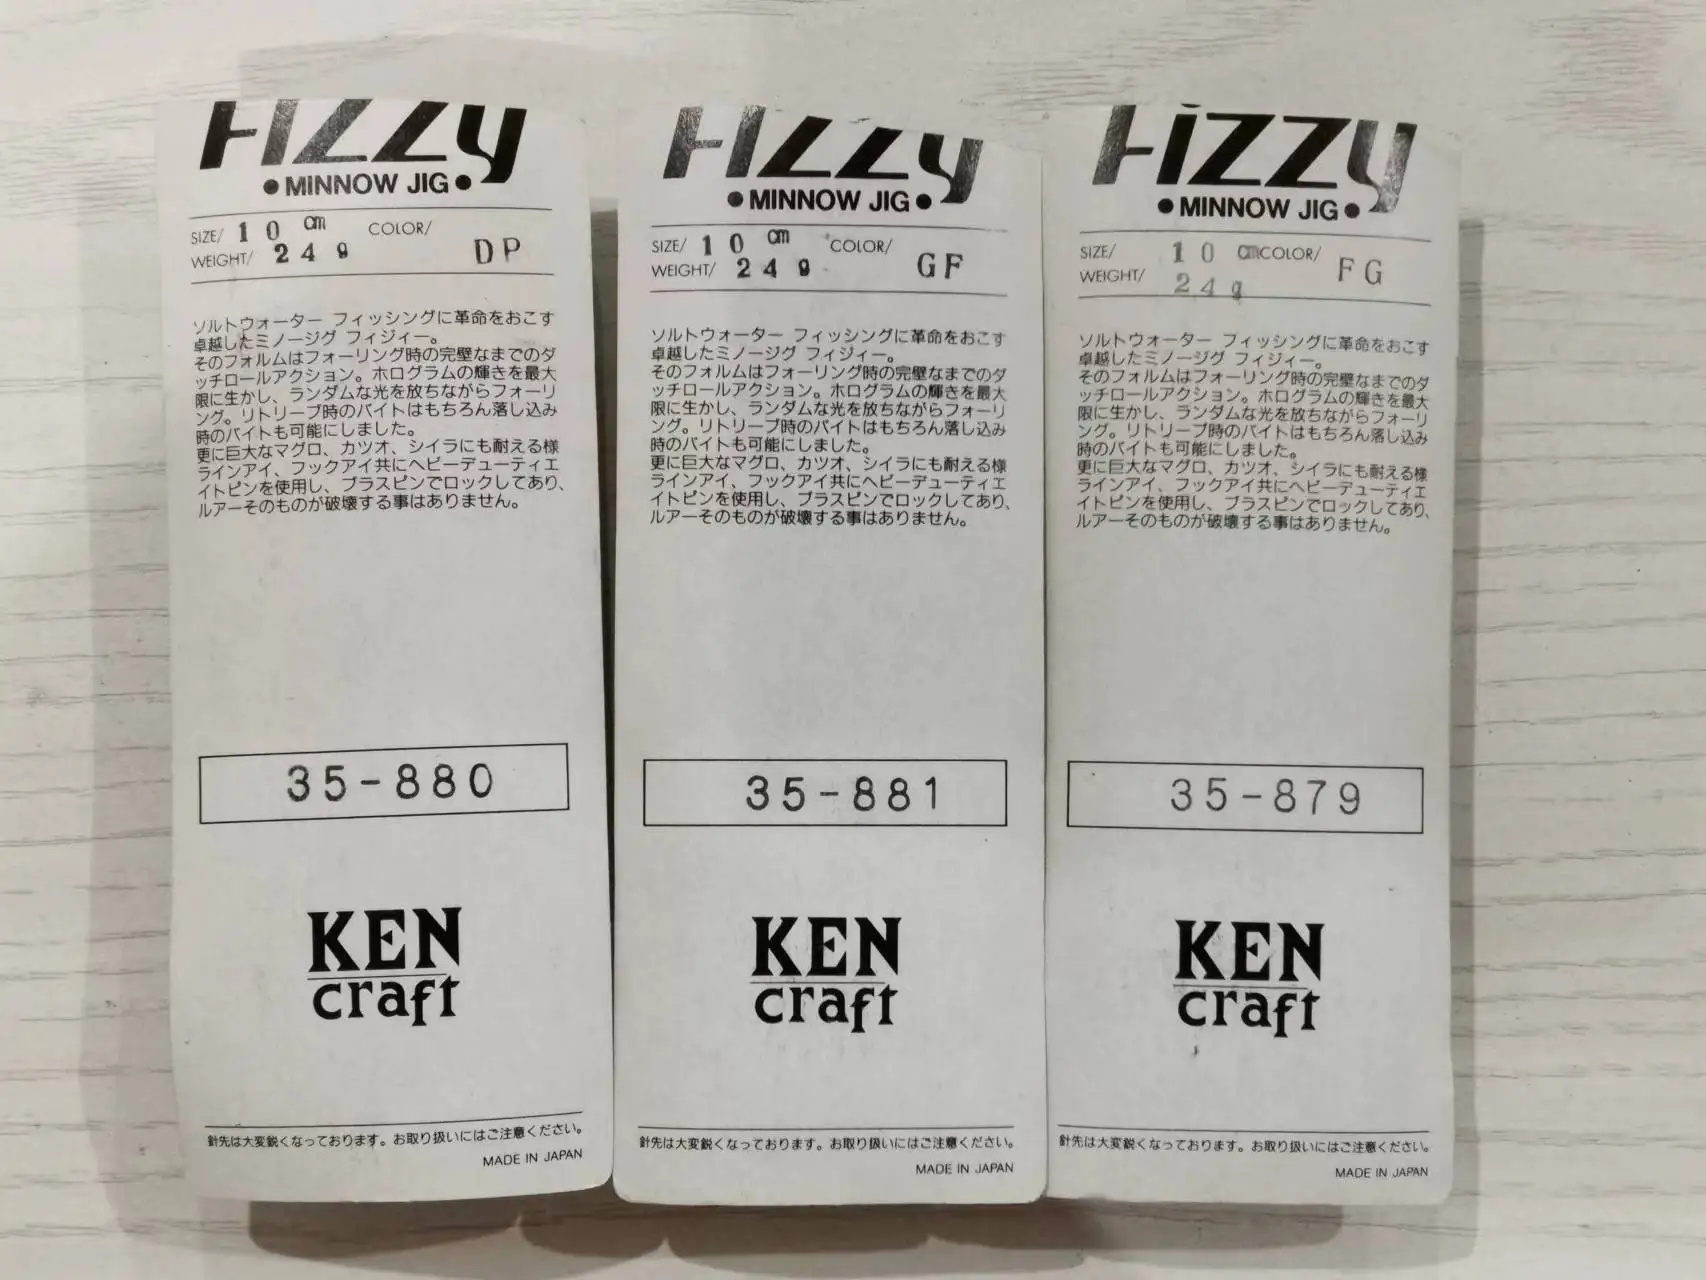 Fizzy
●MINNOW JIG●
SIZE/ 10 cm COLOR/
WEIGHT/ 24g DP
ソルトウォーター フィッシングに革命をおこす
卓越したミノージグ フィジィー。
そのフォルムはフォーリング時の完璧なまでのダ
ッチロールアクション。ホログラムの輝きを最大
限に生かし、ランダムな光を放ちながらフォーリ
ング。リトリーブ時のバイトはもちろん落し込み
時のバイトも可能にしました。
更に巨大なマグロ、カツオ、シイラにも耐える様
ラインアイ、フックアイ共にヘビーデューティエ
イトピンを使用し、ブラスピンでロックしてあり、
ルアーそのものが破壊する事はありません。
35-880
KEN
craft
針先は大変鋭くなっております。お取り扱いにはご注意ください。
MADE IN JAPAN
Fizzy
●MINNOW JIG●
SIZE/ 10 cm COLOR/
WEIGHT/ 24g GF
ソルトウォーター フィッシングに革命をおこす
卓越したミノージグ フィジィー。
そのフォルムはフォーリング時の完璧なまでのダ
ッチロールアクション。ホログラムの輝きを最大
限に生かし、ランダムな光を放ちながらフォーリ
ング。リトリーブ時のバイトはもちろん落し込み
時のバイトも可能にしました。
更に巨大なマグロ、カツオ、シイラにも耐える様
ラインアイ、フックアイ共にヘビーデューティエ
イトピンを使用し、ブラスピンでロックしてあり、
ルアーそのものが破壊する事はありません。
35-881
KEN
craft
針先は大変鋭くなっております。お取り扱いにはご注意ください。
MADE IN JAPAN
Fizzy
●MINNOW JIG●
SIZE/ 10 cm COLOR/
WEIGHT/ 24g FG
ソルトウォーター フィッシングに革命をおこす
卓越したミノージグ フィジィー。
そのフォルムはフォーリング時の完璧なまでのダ
ッチロールアクション。ホログラムの輝きを最大
限に生かし、ランダムな光を放ちながらフォーリ
ング。リトリーブ時のバイトはもちろん落し込み
時のバイトも可能にしました。
更に巨大なマグロ、カツオ、シイラにも耐える様
ラインアイ、フックアイ共にヘビーデューティエ
イトピンを使用し、ブラスピンでロックしてあり、
ルアーそのものが破壊する事はありません。
35-879
KEN
craft
針先は大変鋭くなっております。お取り扱いにはご注意ください。
MADE IN JAPAN